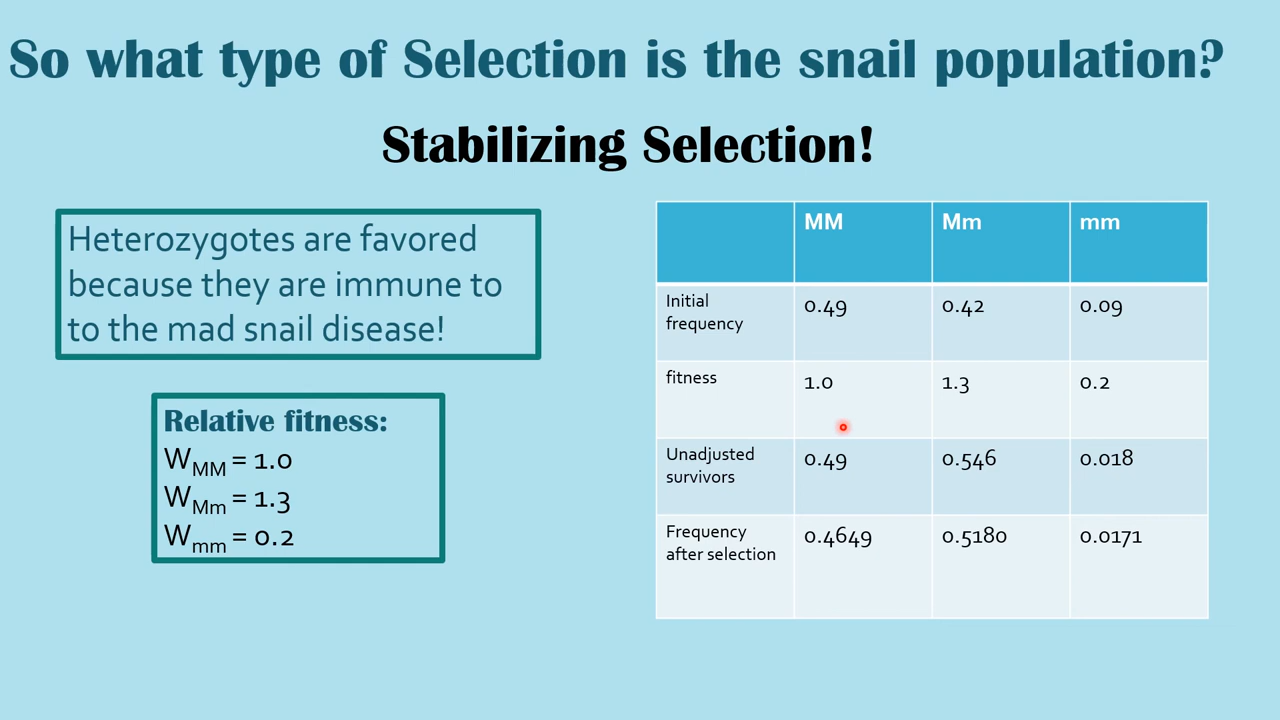 So what type of Selection is the snail population?
Stabilizing Selection!
Heterozygotes are favored
because they are immune to
to the mad snail disease!
Relative fitness:
WMM = 1.0
WMm = 1.3
Wmm = 0.2
MM Mm mm
Initial
frequency 0.49 0.42 0.09
fitness 1.0 1.3 0.2
Unadjusted
survivors 0.49 0.546 0.018
Frequency
after selection 0.4649 0.5180 0.0171